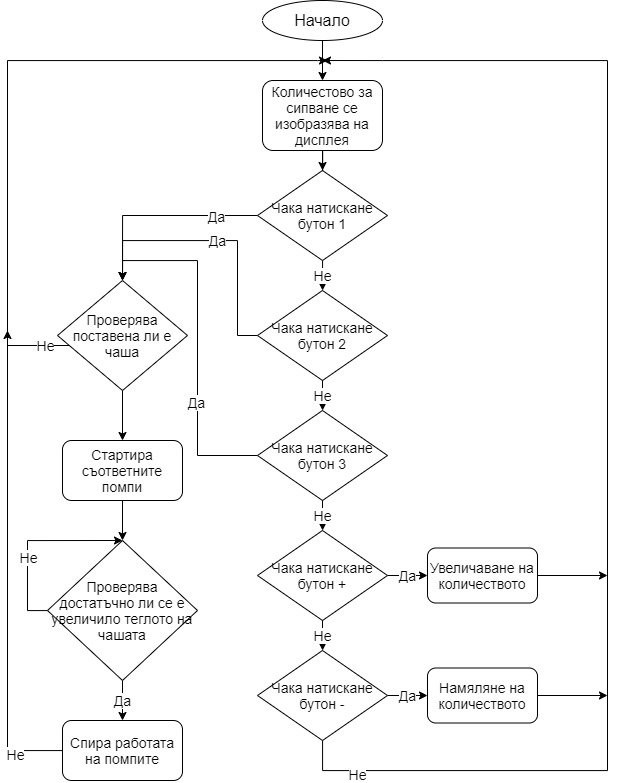 Начало
Количестово за
сипване се
изобразява на
дисплея
Чака натискане
бутон 1
Да
Не
Да
Чака натискане
бутон 2
Проверява
поставена ли е
чаша
Не
Не
Да
Чака натискане
бутон 3
Стартира
съответните
помпи
Не
Чака натискане
бутон +
Да
Увеличаване на
количеството
Не
Проверява
достатъчно ли се е
увеличило теглото на
чашата
Не
Чака натискане
бутон -
Да
Намяляне на
количеството
Да
Спира работата
на помпите
Не
Не